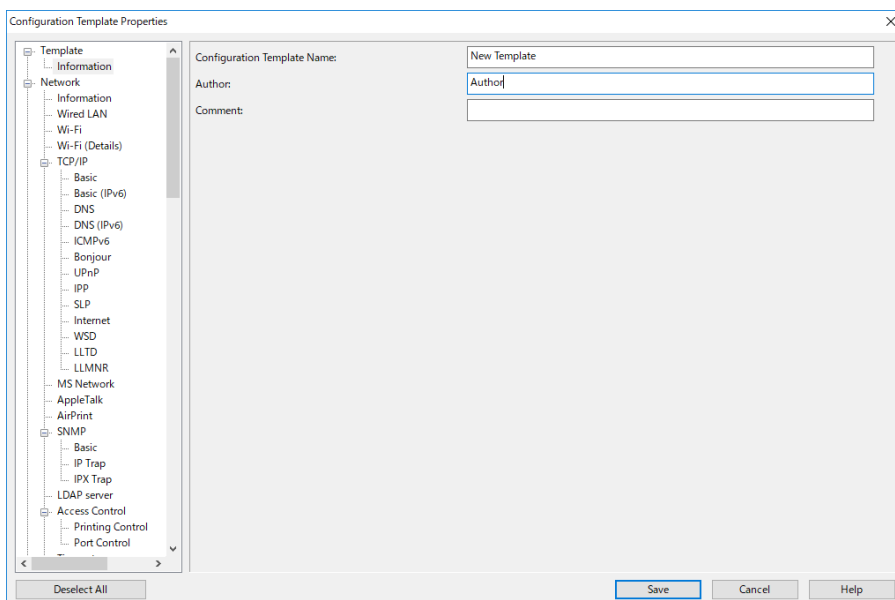 Configuration Template Properties
Template
Information
Network
Information
Wired LAN
Wi-Fi
Wi-Fi (Details)
TCP/IP
Basic
Basic (IPv6)
DNS
DNS (IPv6)
ICMPv6
Bonjour
UPnP
IPP
SLP
Internet
WSD
LLTD
LLMNR
MS Network
AppleTalk
AirPrint
SNMP
Basic
IP Trap
IPX Trap
LDAP server
Access Control
Printing Control
Port Control
Configuration Template Name: New Template
Author: Author
Comment:
Deselect All
Save Cancel Help